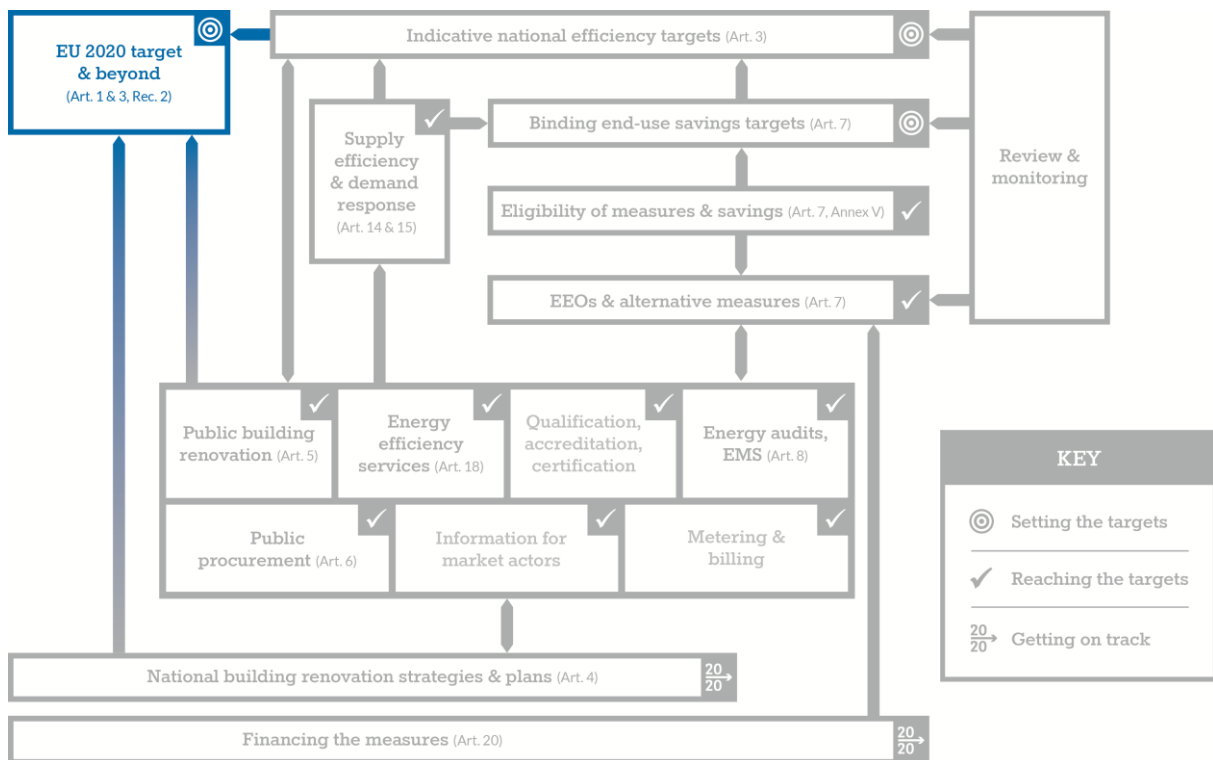 EU 2020 target
& beyond
(Art. 1 & 3, Rec. 2)
Indicative national efficiency targets (Art. 3)
Supply
efficiency
& demand
response
(Art. 14 & 15)
Binding end-use savings targets (Art. 7)
Eligibility of measures & savings (Art. 7, Annex V)
EEOs & alternative measures (Art. 7)
Review &
monitoring
Public building
renovation (Art. 5)
Energy
efficiency
services (Art. 18)
Qualification,
accreditation,
certification
Energy audits,
EMS (Art. 8)
Public
procurement (Art. 6)
Information for
market actors
Metering &
billing
National building renovation strategies & plans (Art. 4)
20
20
Financing the measures (Art. 20)
20
20
KEY
Setting the targets
Reaching the targets
20
20
Getting on track